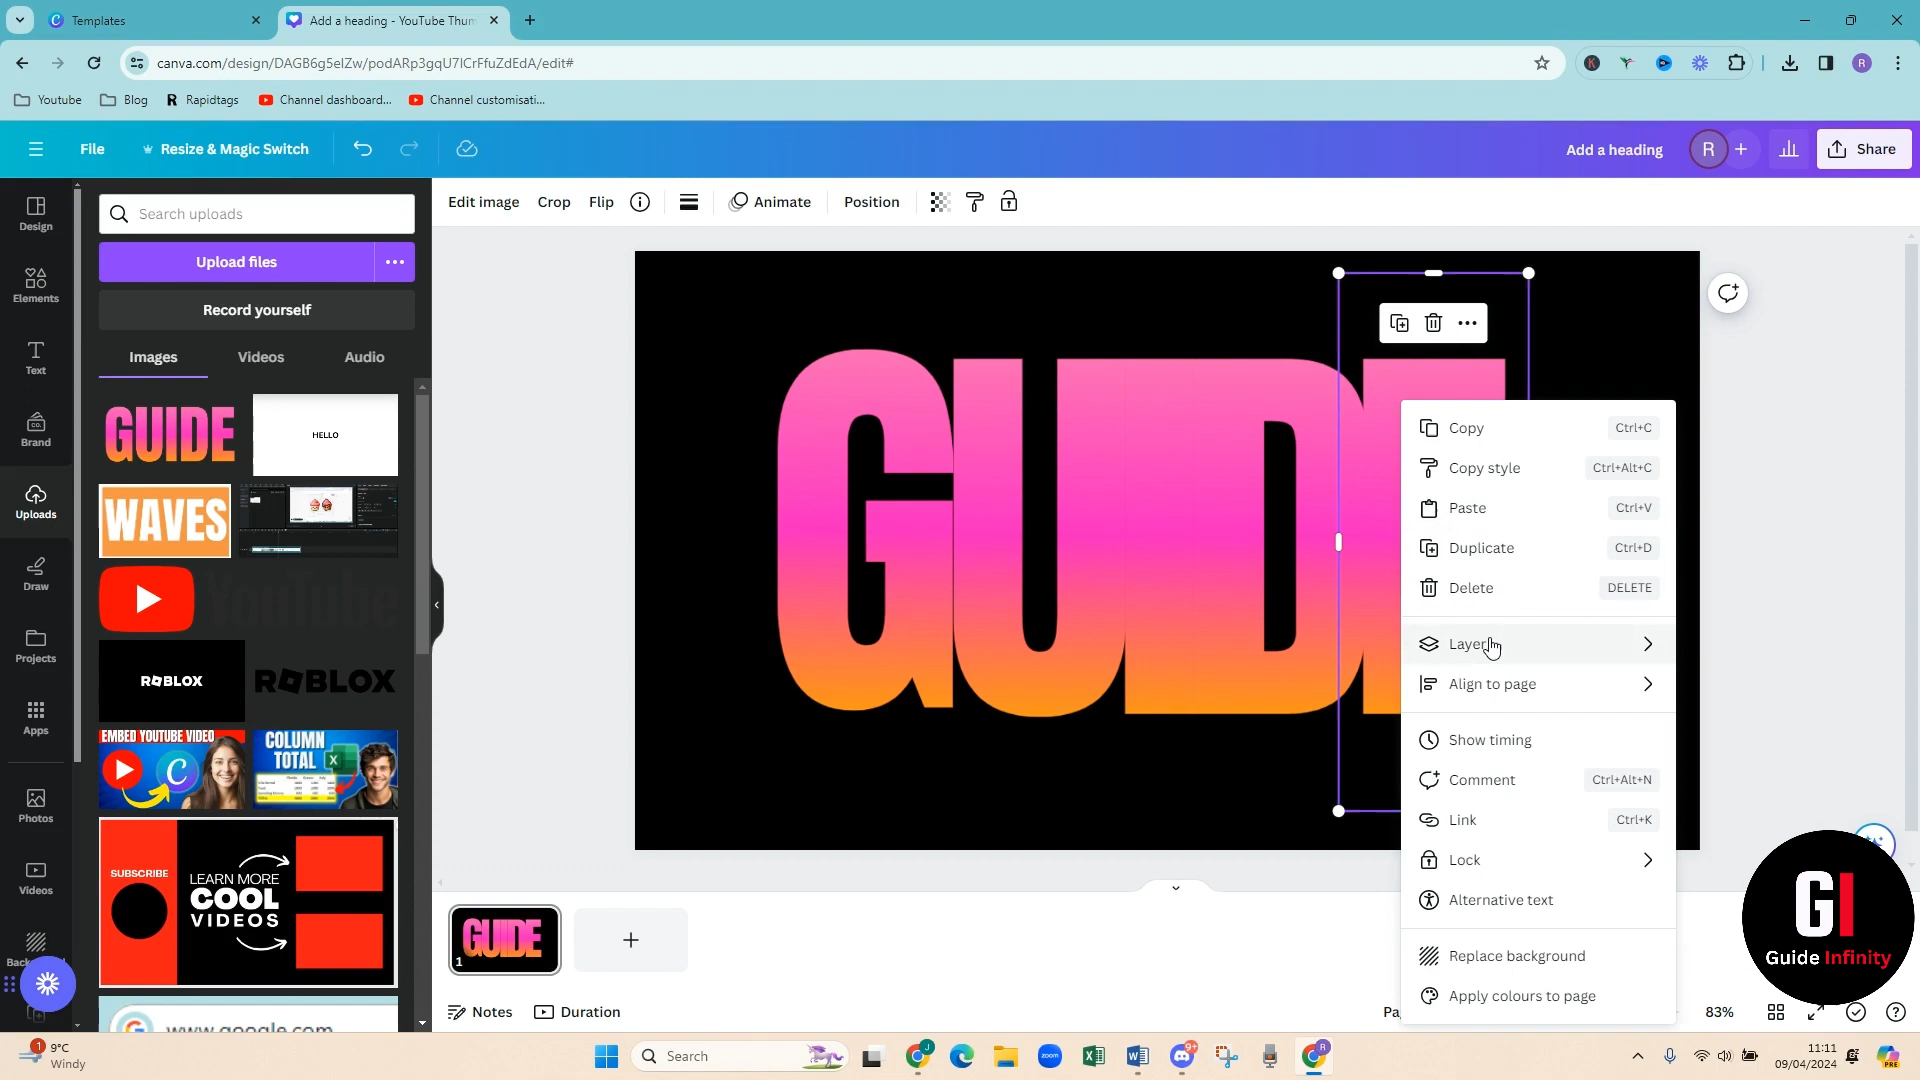 Templates
Add a heading - YouTube Thum
canva.com/design/DAGB6g5elZw/podARp3gqU7lCrFfuZdEdA/edit#
Youtube
Blog
Rapidtags
Channel dashboard...
Channel customisati...
File
Resize & Magic Switch
Add a heading
R
Share
Design
Elements
Text
Brand
Uploads
Draw
Projects
Apps
Photos
Videos
Search uploads
Upload files
Record yourself
Images
Videos
Audio
GUIDE
HELLO
WAVES
YouTube
ROBLOX
ROBLOX
EMBED YOUTUBE VIDEO
COLUMN
TOTAL
SUBSCRIBE
LEARN MORE
COOL
VIDEOS
www.google.com
Edit image
Crop
Flip
Animate
Position
GUIDE
Copy Ctrl+C
Copy style Ctrl+Alt+C
Paste Ctrl+V
Duplicate Ctrl+D
Delete DELETE
Layer
Align to page
Show timing
Comment Ctrl+Alt+N
Link Ctrl+K
Lock
Alternative text
Replace background
Apply colours to page
GUIDE
1
Notes
Duration
83%
GI
Guide Infinity
9°C
Windy
Search
11:11
09/04/2024